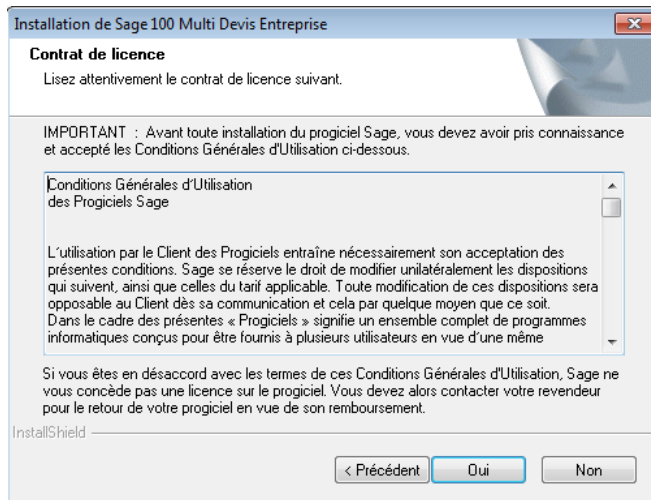 Installation de Sage 100 Multi Devis Entreprise
Contrat de licence
Lisez attentivement le contrat de licence suivant.
IMPORTANT : Avant toute installation du progiciel Sage, vous devez avoir pris connaissance
et accepté les Conditions Générales d'Utilisation ci-dessous.
Conditions Générales d'Utilisation
des Progiciels Sage
L'utilisation par le Client des Progiciels entraîne nécessairement son acceptation des
présentes conditions. Sage se réserve le droit de modifier unilatéralement les dispositions
qui suivent, ainsi que celles du tarif applicable. Toute modification de ces dispositions sera
opposable au Client dès sa communication et cela par quelque moyen que ce soit.
Dans le cadre des présentes « Progiciels » signifie un ensemble complet de programmes
informatiques conçus pour être fournis à plusieurs utilisateurs en vue d'une même
Si vous êtes en désaccord avec les termes de ces Conditions Générales d'Utilisation, Sage ne
vous concède pas une licence sur le progiciel. Vous devez alors contacter votre revendeur
pour le retour de votre progiciel en vue de son remboursement.
InstallShield
< Précédent
Oui
Non